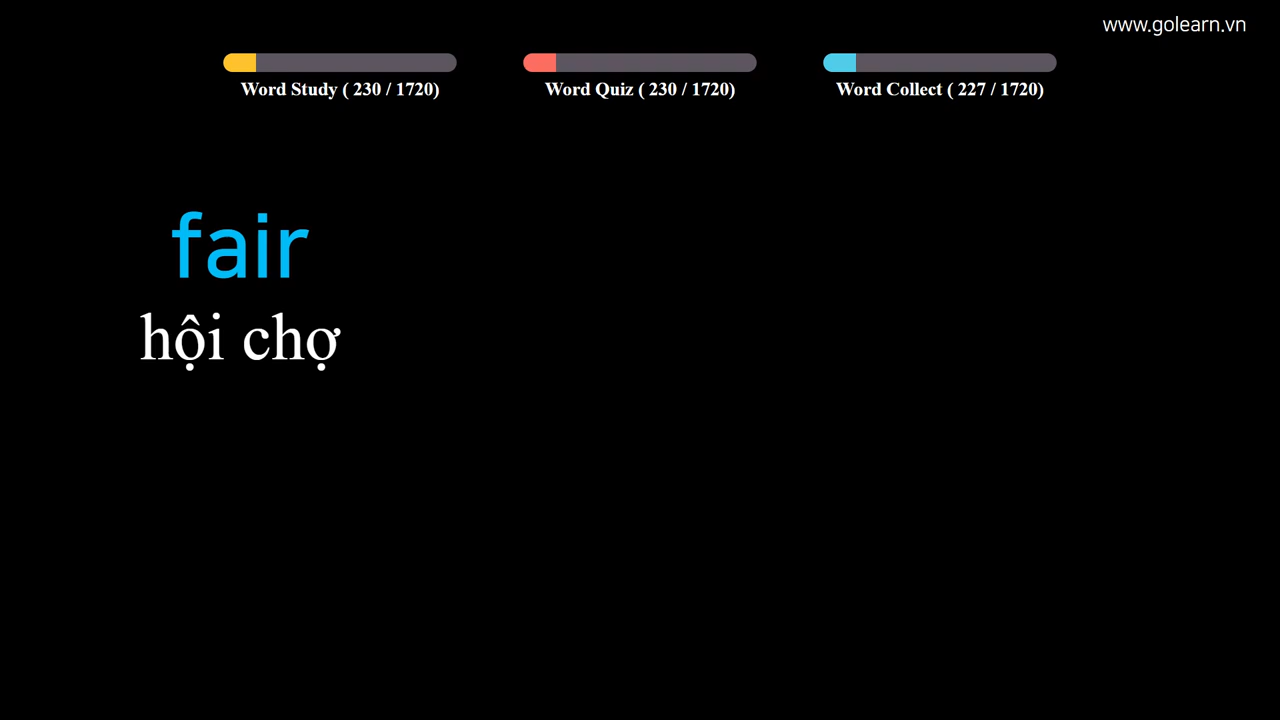 www.golearn.vn
Word Study ( 230 / 1720)
Word Quiz ( 230 / 1720)
Word Collect ( 227 / 1720)
fair
hội chợ